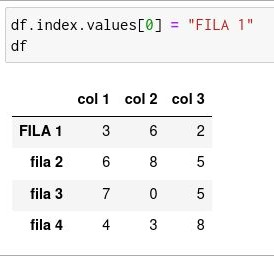 df.index.values[0] = "FILA 1"
df
col 1 col 2 col 3
FILA 1 3 6 2
fila 2 6 8 5
fila 3 7 0 5
fila 4 4 3 8